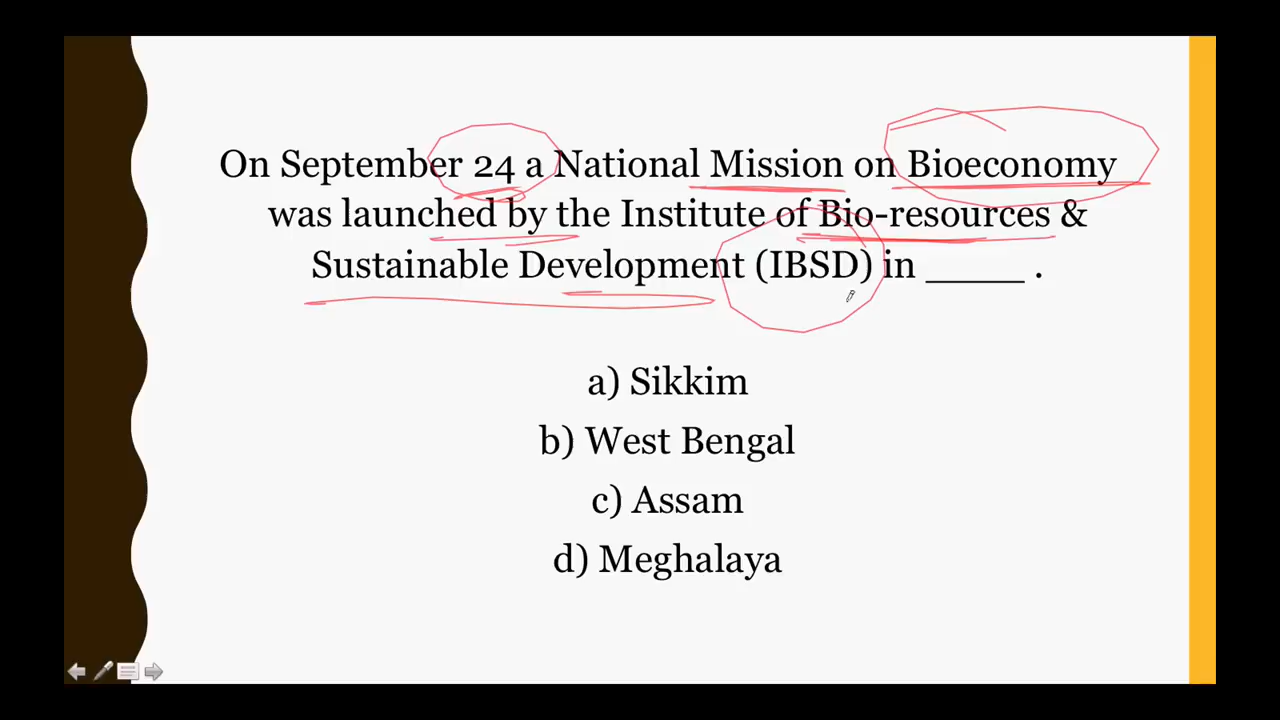 On September 24 a National Mission on Bioeconomy
was launched by the Institute of Bio-resources &
Sustainable Development (IBSD) in _____ .
a) Sikkim
b) West Bengal
c) Assam
d) Meghalaya